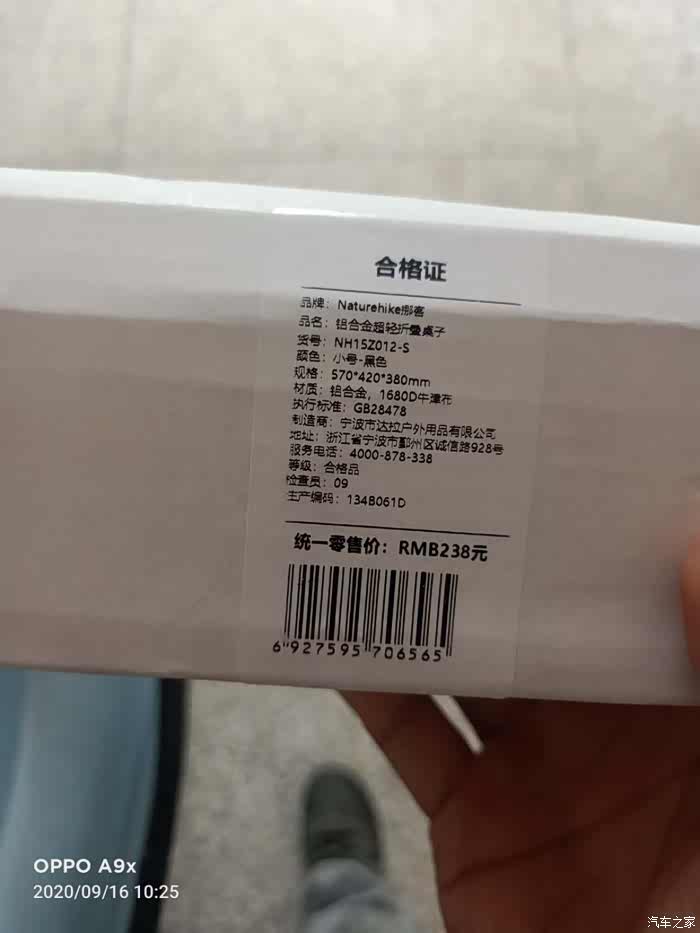 合格证
品牌：Naturehike挪客
品名：铝合金超轻折叠桌子
货号：NH15Z012-S
颜色：小号-黑色
规格：570*420*380mm
材质：铝合金，1680D牛津布
执行标准：GB28478
制造商：宁波市达拉户外用品有限公司
地址：浙江省宁波市鄞州区诚信路928号
服务电话：4000-878-338
等级：合格品
检查员：09
主产编码：134B061D
统一零售价：RMB238元
6 927595 706565
OPPO A9x
2020/09/16 10:25
汽车之家